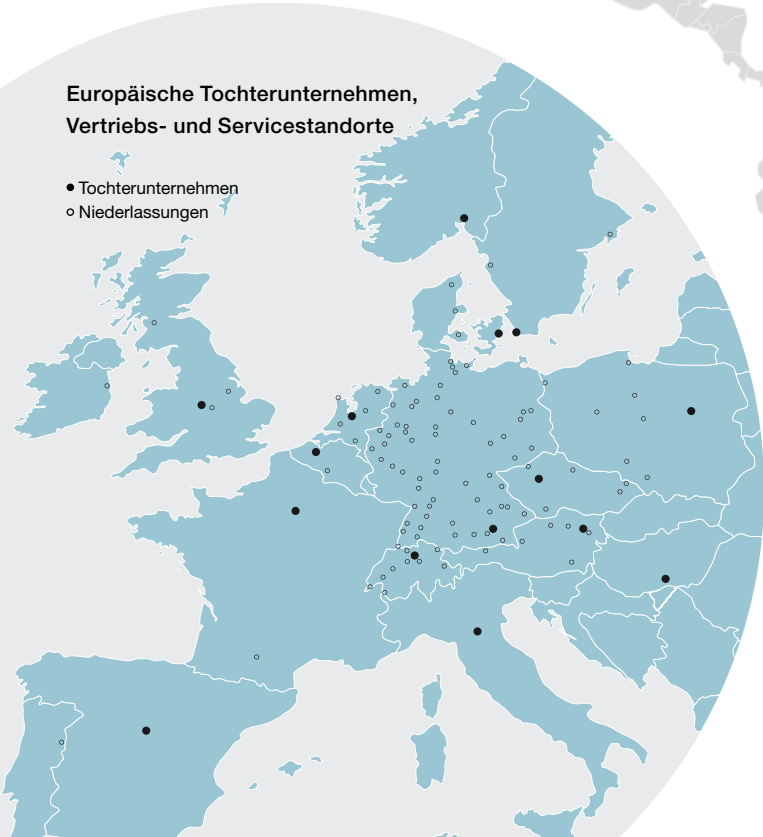 Europäische Tochterunternehmen,
Vertriebs- und Servicestandorte
Tochterunternehmen
Niederlassungen